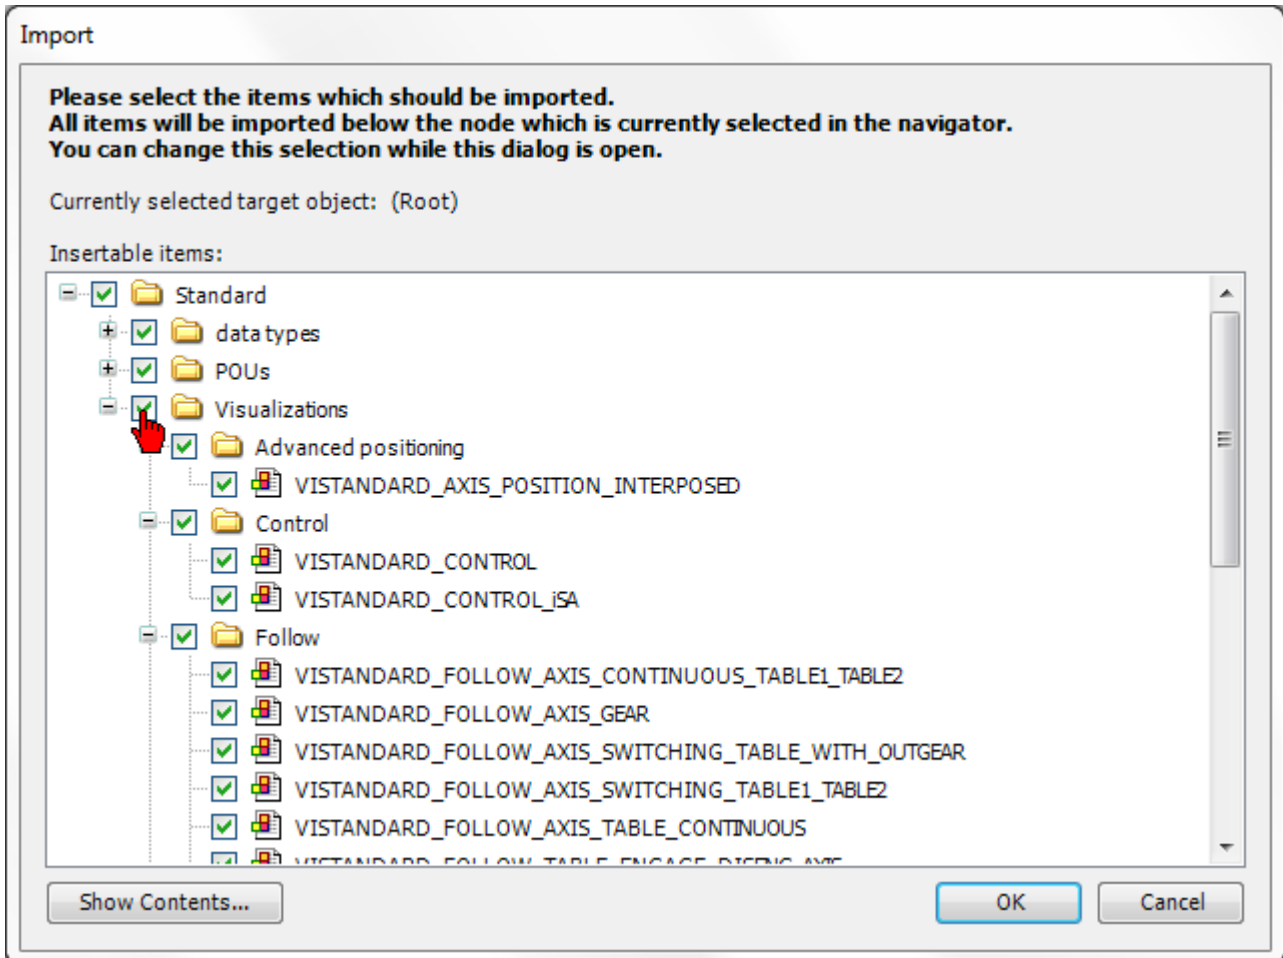 Import
Please select the items which should be imported.
All items will be imported below the node which is currently selected in the navigator.
You can change this selection while this dialog is open.
Currently selected target object: (Root)
Insertable items:
Standard
data types
POUs
Visualizations
Advanced positioning
VISTANDARD_AXIS_POSITION_INTERPOSED
Control
VISTANDARD_CONTROL
VISTANDARD_CONTROL_iSA
Follow
VISTANDARD_FOLLOW_AXIS_CONTINUOUS_TABLE1_TABLE2
VISTANDARD_FOLLOW_AXIS_GEAR
VISTANDARD_FOLLOW_AXIS_SWITCHING_TABLE_WITH_OUTGEAR
VISTANDARD_FOLLOW_AXIS_SWITCHING_TABLE1_TABLE2
VISTANDARD_FOLLOW_AXIS_TABLE_CONTINUOUS
VISTANDARD_FOLLOW_TABLE_ENGAGE_DISENG_AXIS
Show Contents... OK Cancel